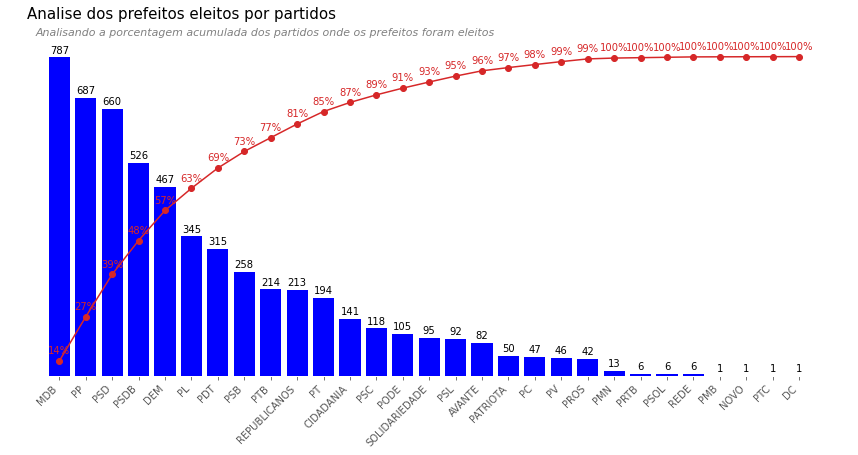 Analise dos prefeitos eleitos por partidos
Analisando a porcentagem acumulada dos partidos onde os prefeitos foram eleitos
787 687 660 526 467 345 315 258 214 213 194 141 118 105 95 92 82 50 47 46 42 13 6 6 6 1 1 1 1
14% 27% 39% 48% 57% 63% 69% 73% 77% 81% 85% 87% 89% 91% 93% 95% 96% 97% 98% 99% 99% 100% 100% 100% 100% 100% 100% 100% 100%
MDB PP PSD PSDB DEM PL PDT PSB PTB REPUBLICANOS PT CIDADANIA PSC PODE SOLIDARIEDADE PSL AVANTE PATRIOTA PC PV PROS PMN PRTB PSOL REDE PMB NOVO PTC DC